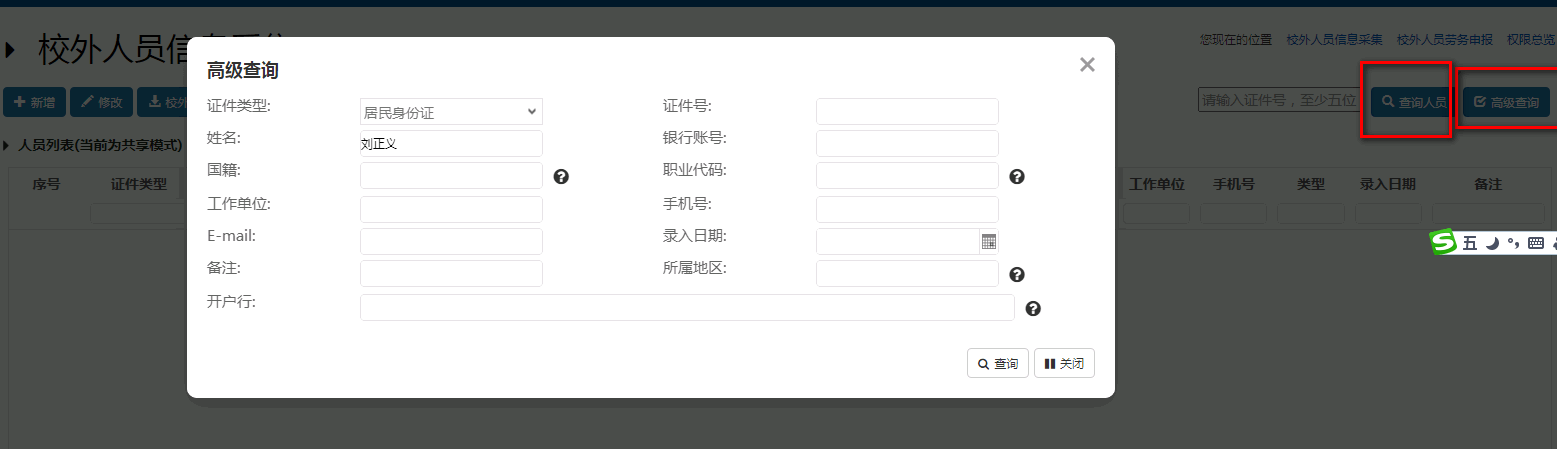 校外人员信息系统
您现在的位置 校外人员信息采集 校外人员劳务申报 权限总览
新增 修改 校外
请输入证件号，至少五位 查询人员 高级查询
人员列表(当前为共享模式)
序号 证件类型 工作单位 手机号 类型 录入日期 备注
高级查询
证件类型: 居民身份证 证件号:
姓名: 刘正义 银行账号:
国籍: 职业代码:
工作单位: 手机号:
E-mail: 录入日期:
备注: 所属地区:
开户行:
查询 关闭
S 五